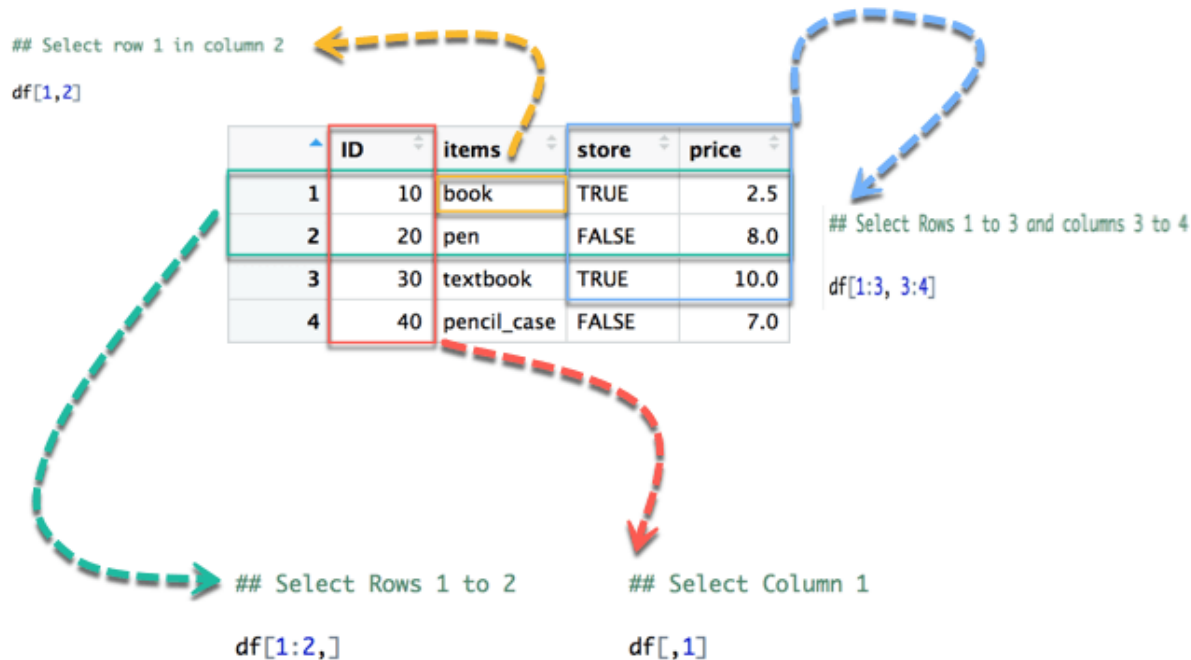 ## Select row 1 in column 2
df[1,2]
ID items store price
1 10 book TRUE 2.5
2 20 pen FALSE 8.0
3 30 textbook TRUE 10.0
4 40 pencil_case FALSE 7.0
## Select Rows 1 to 3 and columns 3 to 4
df[1:3, 3:4]
## Select Rows 1 to 2
df[1:2,]
## Select Column 1
df[,1]